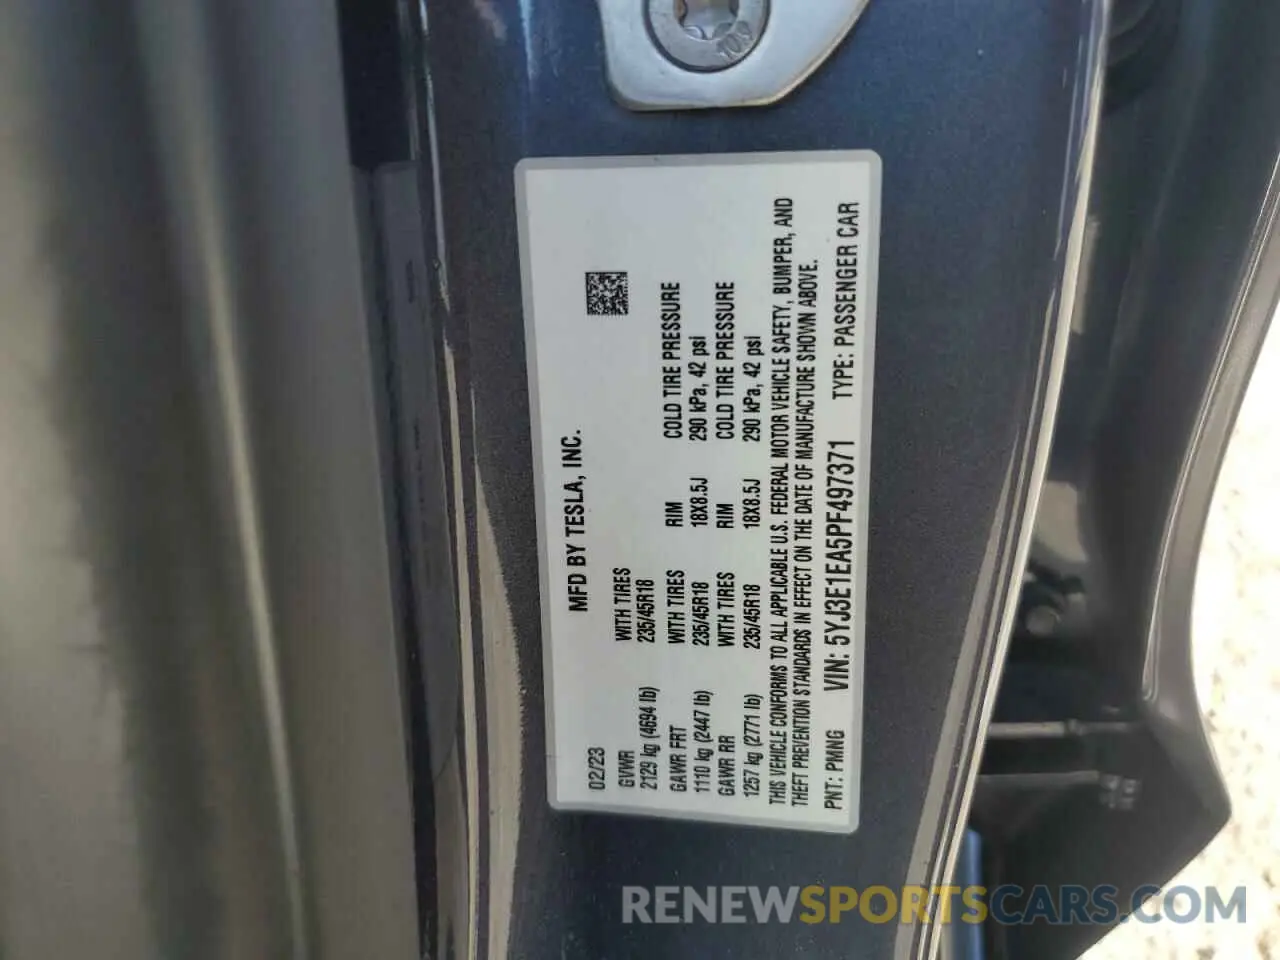 109
MFD BY TESLA, INC.
02/23
GVWR WITH TIRES
2129 kg (4694 lb) 235/45R18
GAWR FRT WITH TIRES RIM COLD TIRE PRESSURE
1110 kg (2447 lb) 235/45R18 18X8.5J 290 kPa, 42 psi
GAWR RR WITH TIRES RIM COLD TIRE PRESSURE
1257 kg (2771 lb) 235/45R18 18X8.5J 290 kPa, 42 psi
THIS VEHICLE CONFORMS TO ALL APPLICABLE U.S. FEDERAL MOTOR VEHICLE SAFETY, BUMPER, AND
THEFT PREVENTION STANDARDS IN EFFECT ON THE DATE OF MANUFACTURE SHOWN ABOVE.
PNT: PMNG VIN: 5YJ3E1EA5PF497371 TYPE: PASSENGER CAR
RENEWSPORTSCARS.COM